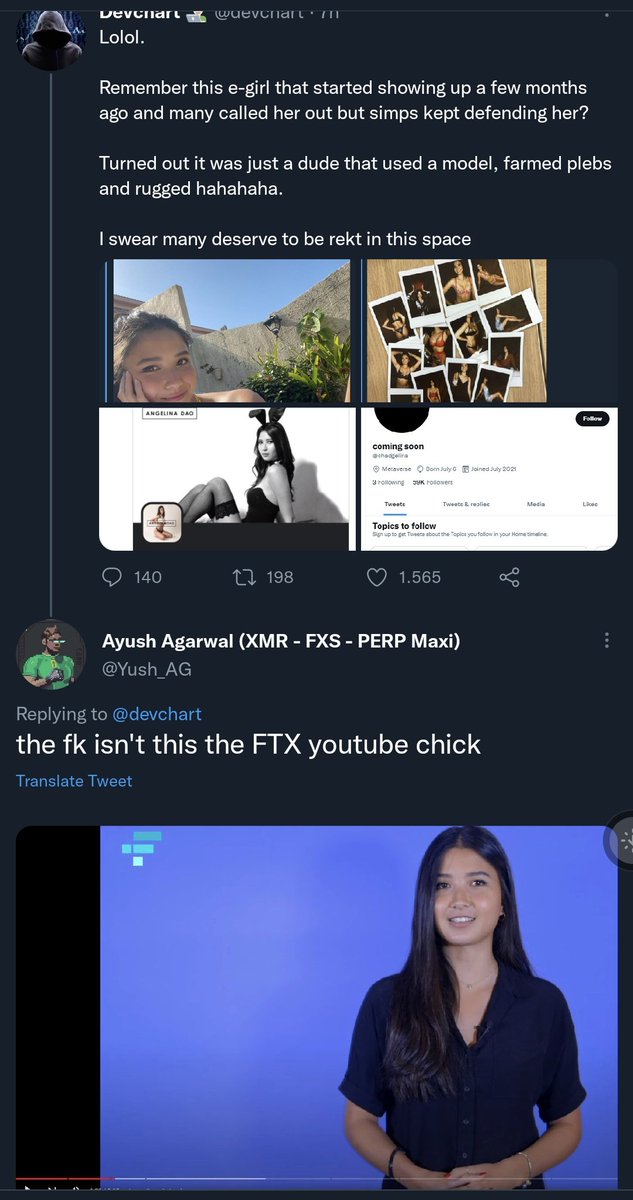 Devchart @devchart · 7h
Lolol.
Remember this e-girl that started showing up a few months
ago and many called her out but simps kept defending her?
Turned out it was just a dude that used a model, farmed plebs
and rugged hahahaha.
I swear many deserve to be rekt in this space
ANGELINA DAO
Follow
coming soon
@chadgelina
Metaverse Born July 6 Joined July 2021
3 Following 59K Followers
Tweets Tweets & replies Media Likes
Topics to follow
Sign up to get Tweets about the Topics you follow in your Home timeline.
140 198 1.565
Ayush Agarwal (XMR - FXS - PERP Maxi)
@Yush_AG
Replying to @devchart
the fk isn't this the FTX youtube chick
Translate Tweet